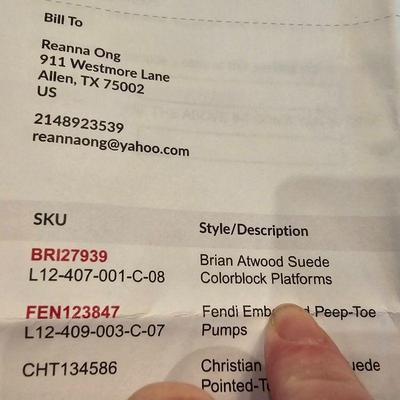 Bill To
Reanna Ong
911 Westmore Lane
Allen, TX 75002
US
2148923539
reannaong@yahoo.com
SKU
Style/Description
BRI27939
L12-407-001-C-08
Brian Atwood Suede
Colorblock Platforms
FEN123847
L12-409-003-C-07
Fendi Peep-Toe
Pumps
CHT134586
Christian